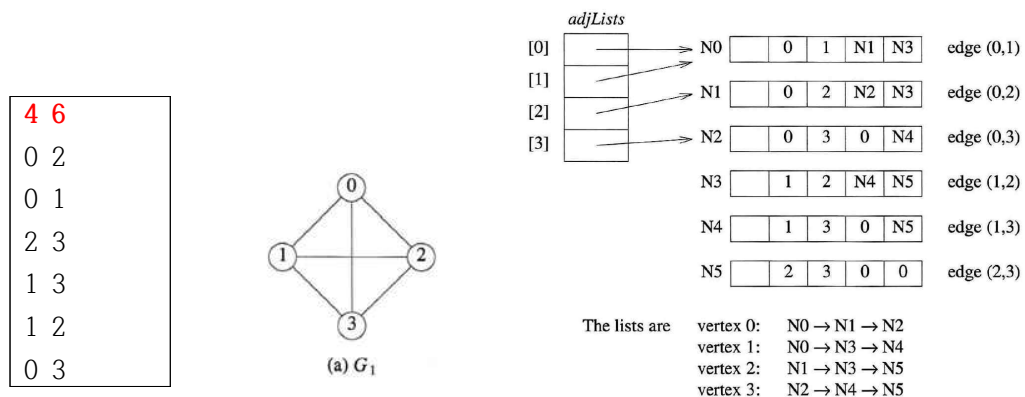 4 6
0 2
0 1
2 3
1 3
1 2
0 3
0
1
2
3
(a) G1
adjLists
[0]
[1]
[2]
[3]
N0 0 1 N1 N3 edge (0,1)
N1 0 2 N2 N3 edge (0,2)
N2 0 3 0 N4 edge (0,3)
N3 1 2 N4 N5 edge (1,2)
N4 1 3 0 N5 edge (1,3)
N5 2 3 0 0 edge (2,3)
The lists are vertex 0: N0 → N1 → N2
vertex 1: N0 → N3 → N4
vertex 2: N1 → N3 → N5
vertex 3: N2 → N4 → N5